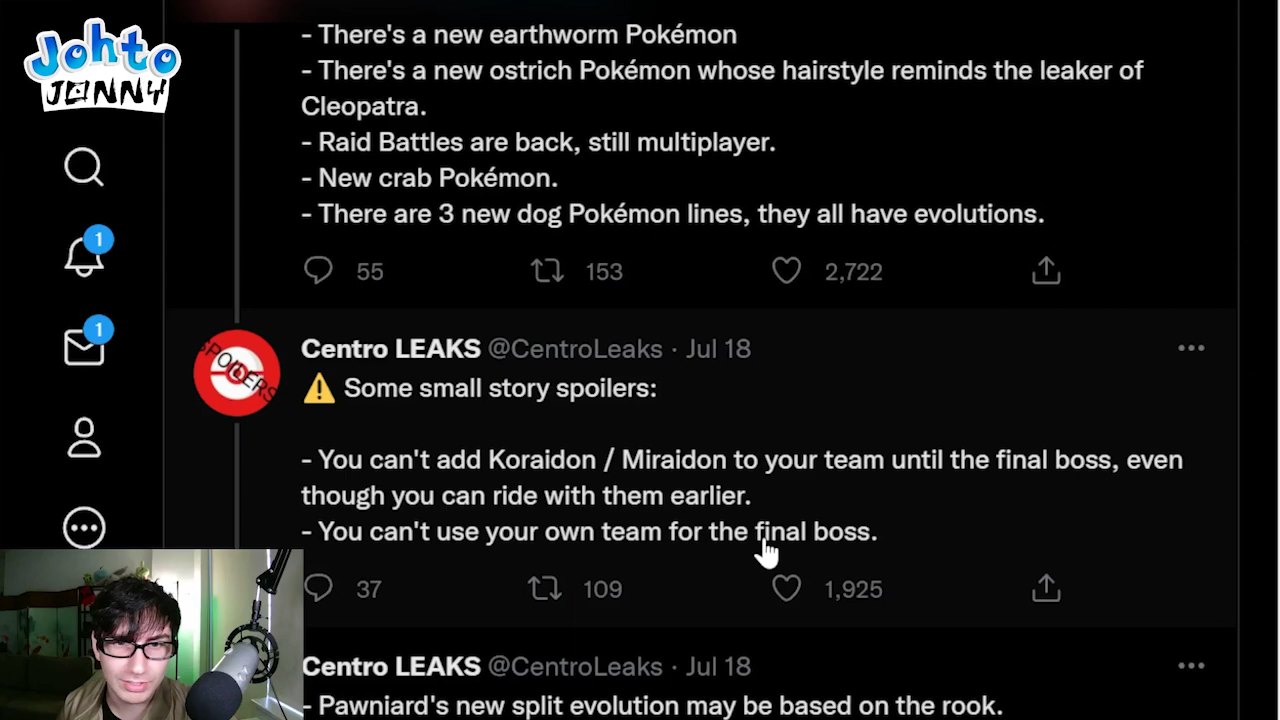 Johto
JONNY
- There's a new earthworm Pokémon
- There's a new ostrich Pokémon whose hairstyle reminds the leaker of
Cleopatra.
- Raid Battles are back, still multiplayer.
- New crab Pokémon.
- There are 3 new dog Pokémon lines, they all have evolutions.
1
55 153 2,722
1
Centro LEAKS @CentroLeaks · Jul 18
SPOILERS
⚠️ Some small story spoilers:
- You can't add Koraidon / Miraidon to your team until the final boss, even
though you can ride with them earlier.
- You can't use your own team for the final boss.
37 109 1,925
Centro LEAKS @CentroLeaks · Jul 18
- Pawniard's new split evolution may be based on the rook.